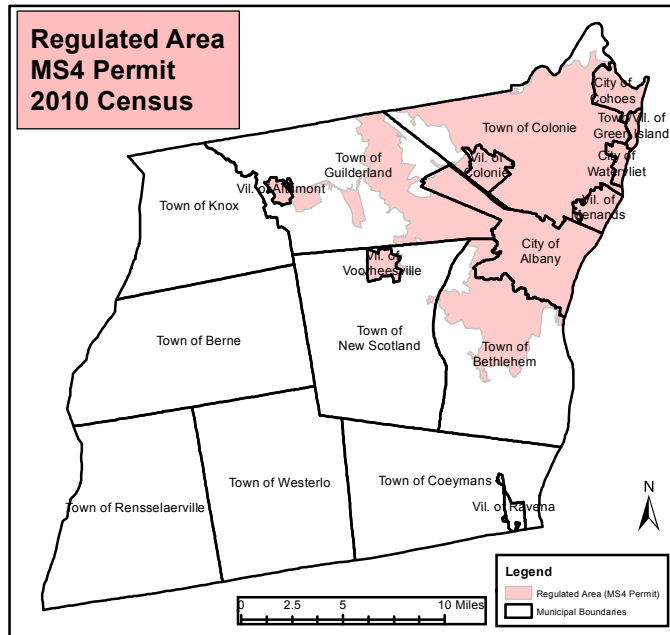 Regulated Area
MS4 Permit
2010 Census
City of
Cohoes
Town/Vil. of
Green Island
Town of Colonie
City of
Watervliet
Vil. of
Colonie
Town of
Guilderland
Vil. of Altamont
Vil. of
Menands
Town of Knox
City of
Albany
Vil. of
Voorheesville
Town of Berne
Town of
New Scotland
Town of
Bethlehem
Town of Rensselaerville
Town of Westerlo
Town of Coeymans
Vil. of Ravena
N
Legend
Regulated Area (MS4 Permit)
Municipal Boundaries
0 2.5 5 10 Miles